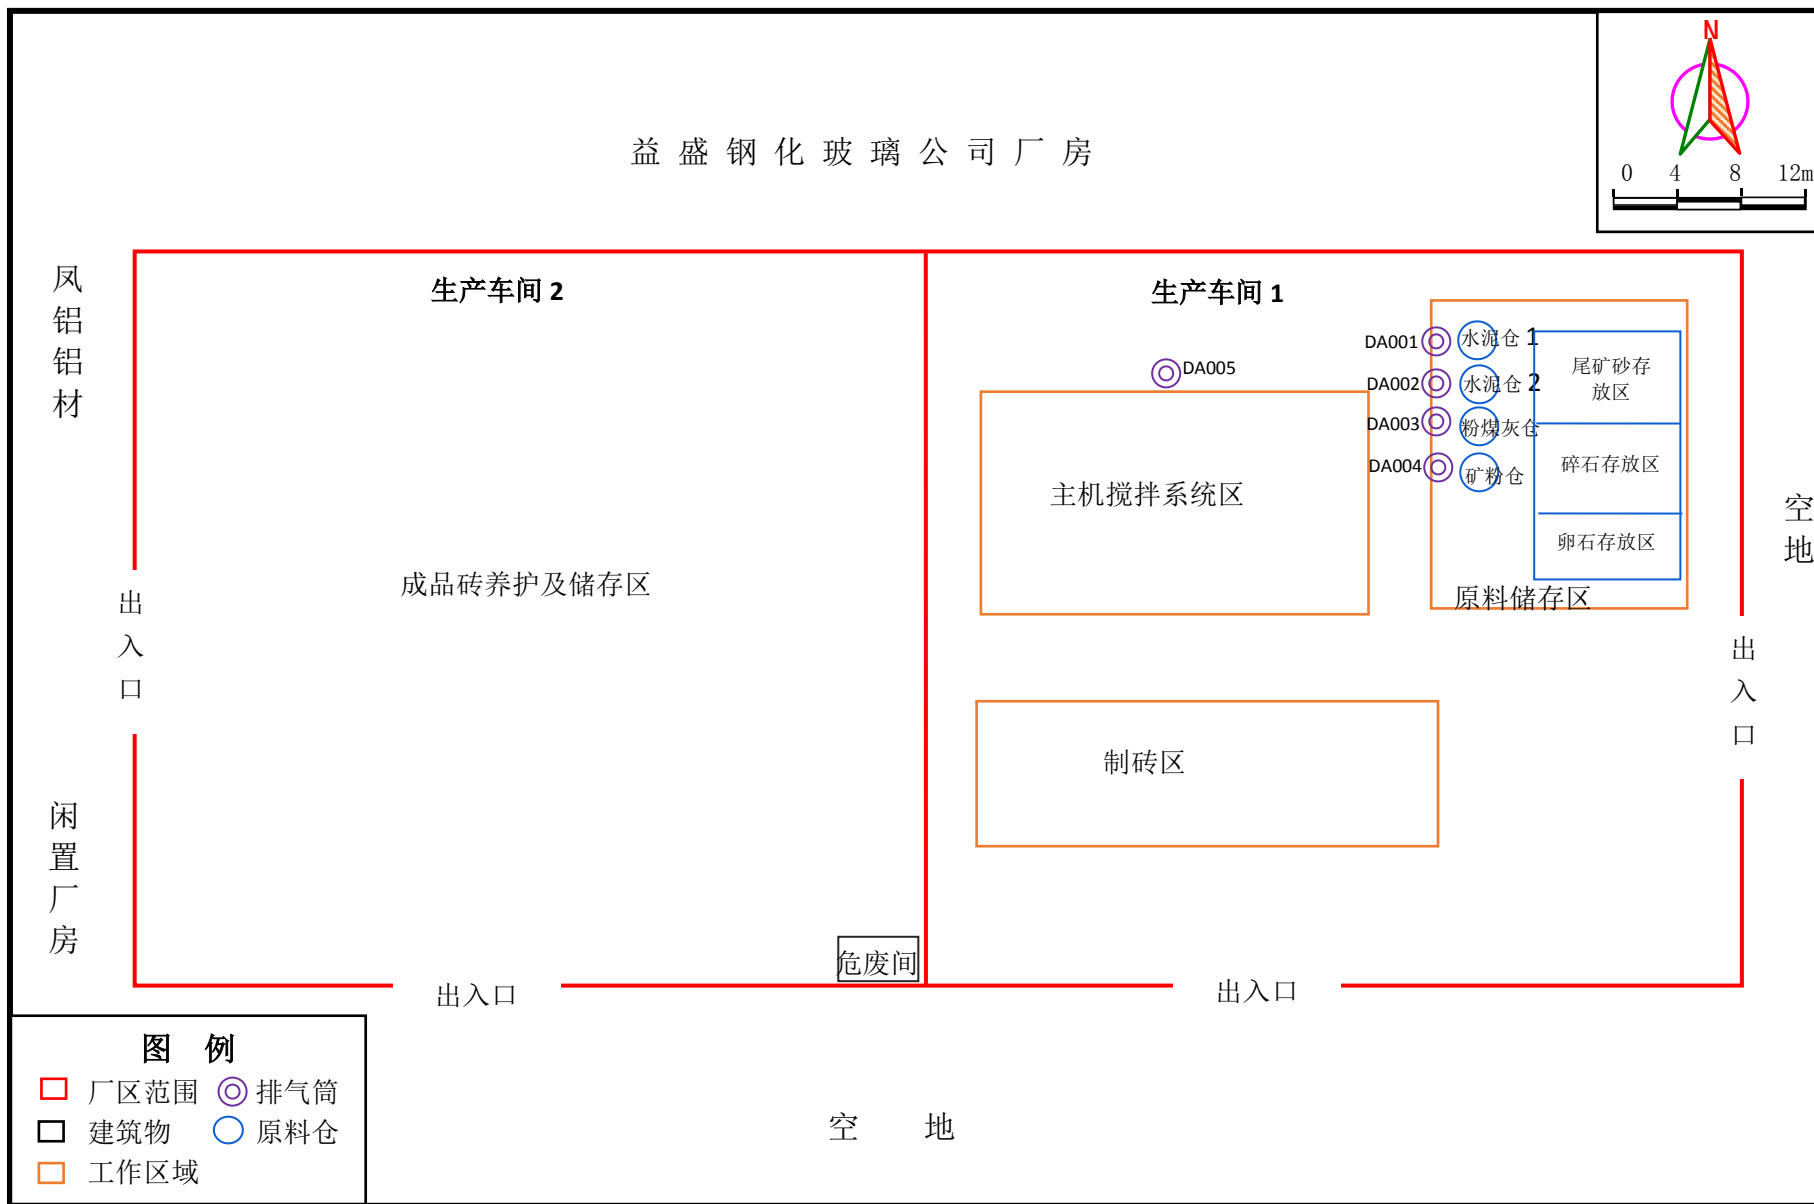 N
0 4 8 12m
益盛钢化玻璃公司厂房
凤铝铝材
生产车间 2
生产车间 1
DA001
水泥仓 1
DA005
DA002
水泥仓 2
尾矿砂存
放区
DA003
粉煤灰仓
DA004
矿粉仓
碎石存放区
主机搅拌系统区
卵石存放区
空地
成品砖养护及储存区
原料储存区
出入口
出入口
制砖区
闲置厂房
危废间
出入口
出入口
图 例
厂区范围
排气筒
建筑物
原料仓
工作区域
空 地